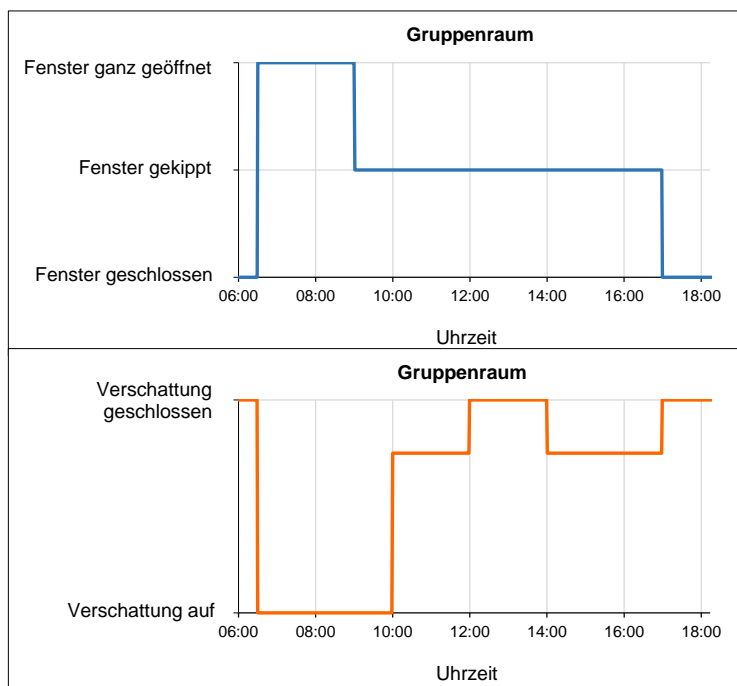 Gruppenraum
Fenster ganz geöffnet
Fenster gekippt
Fenster geschlossen
06:00 08:00 10:00 12:00 14:00 16:00 18:00
Uhrzeit
Gruppenraum
Verschattung
geschlossen
Verschattung auf
06:00 08:00 10:00 12:00 14:00 16:00 18:00
Uhrzeit